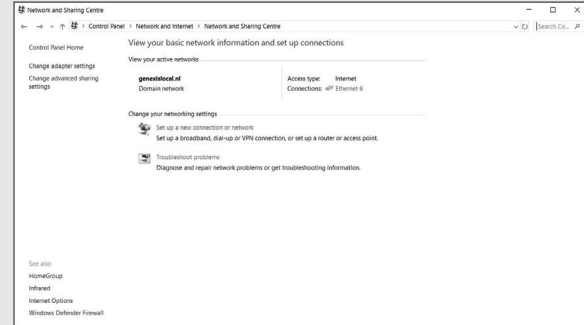 Network and Sharing Centre
Control Panel > Network and Internet > Network and Sharing Centre
Search Co...
Control Panel Home
Change adapter settings
Change advanced sharing
settings
View your basic network information and set up connections
View your active networks
genexislocal.nl
Domain network
Access type: Internet
Connections: Ethernet 6
Change your networking settings
Set up a new connection or network
Set up a broadband, dial-up or VPN connection, or set up a router or access point.
Troubleshoot problems
Diagnose and repair network problems or get troubleshooting information.
See also
HomeGroup
Infrared
Internet Options
Windows Defender Firewall